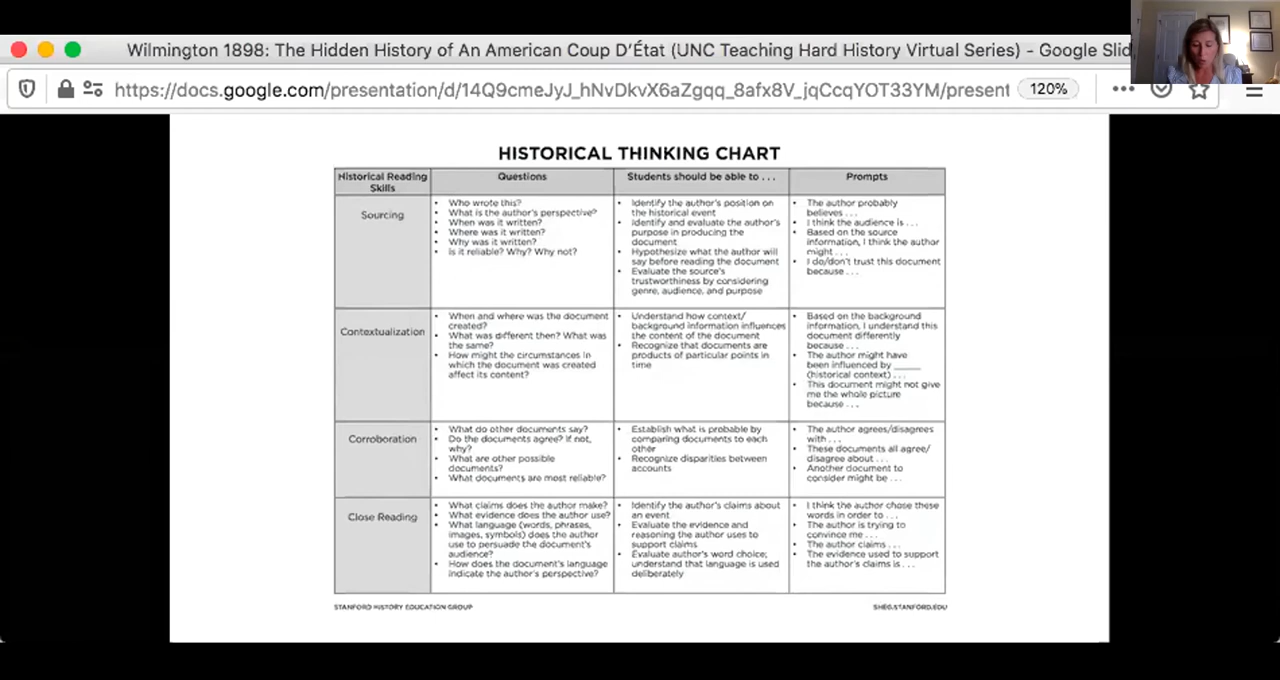 Wilmington 1898: The Hidden History of An American Coup D'État (UNC Teaching Hard History Virtual Series) - Google Slid
https://docs.google.com/presentation/d/14Q9cmeJyJ_hNvDkvX6aZgqq_8afx8V_jqCcqYOT33YM/present
120%
HISTORICAL THINKING CHART
Historical Reading
Skills
Questions
Students should be able to . . .
Prompts
Sourcing
• Who wrote this?
• What is the author's perspective?
• When was it written?
• Where was it written?
• Why was it written?
• Is it reliable? Why? Why not?
• Identify the author's position on
the historical event
• Identify and evaluate the author's
purpose in producing the
document
• Hypothesize what the author will
say before reading the document
• Evaluate the source's
trustworthiness by considering
genre, audience, and purpose
• The author probably
believes . . .
• I think the audience is . . .
• Based on the source
information, I think the author
might . . .
• I do/don't trust this document
because . . .
Contextualization
• When and where was the document
created?
• What was different then? What was
the same?
• How might the circumstances in
which the document was created
affect its content?
• Understand how context/
background information influences
the content of the document
• Recognize that documents are
products of particular points in
time
• Based on the background
information, I understand this
document differently
because . . .
• The author might have
been influenced by _____
(historical context) . . .
• This document might not give
me the whole picture
because . . .
Corroboration
• What do other documents say?
• Do the documents agree? If not,
why?
• What are other possible
documents?
• What documents are most reliable?
• Establish what is probable by
comparing documents to each
other
• Recognize disparities between
accounts
• The author agrees/disagrees
with . . .
• These documents all agree/
disagree about . . .
• Another document to
consider might be . . .
Close Reading
• What claims does the author make?
• What evidence does the author use?
• What language (words, phrases,
images, symbols) does the author
use to persuade the document's
audience?
• How does the document's language
indicate the author's perspective?
• Identify the author's claims about
an event
• Evaluate the evidence and
reasoning the author uses to
support claims
• Evaluate author's word choice;
understand that language is used
deliberately
• I think the author chose these
words in order to . . .
• The author is trying to
convince me . . .
• The author claims . . .
• The evidence used to support
the author's claims is . . .
STANFORD HISTORY EDUCATION GROUP
SHEG.STANFORD.EDU